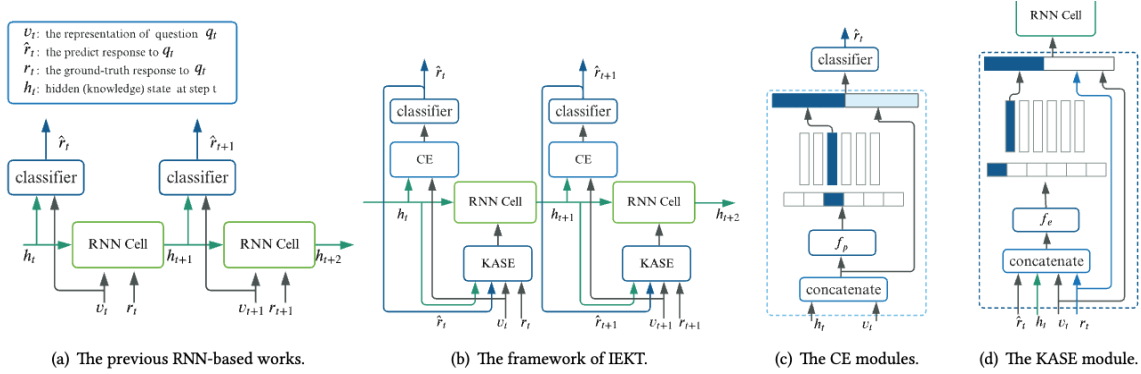 v_t: the representation of question q_t
r̂_t: the predict response to q_t
r_t: the ground-truth response to q_t
h_t: hidden (knowledge) state at step t
r̂_t
r̂_{t+1}
classifier
classifier
RNN Cell
RNN Cell
h_t
h_{t+1}
h_{t+2}
v_t
r_t
v_{t+1}
r_{t+1}
(a) The previous RNN-based works.
r̂_t
r̂_{t+1}
classifier
classifier
CE
CE
RNN Cell
RNN Cell
h_t
h_{t+1}
h_{t+2}
KASE
KASE
r̂_t
v_t
r_t
r̂_{t+1}
v_{t+1}
r_{t+1}
(b) The framework of IEKT.
r̂_t
classifier
f_p
concatenate
h_t
v_t
(c) The CE modules.
RNN Cell
f_e
concatenate
r̂_t
h_t
v_t
r_t
(d) The KASE module.